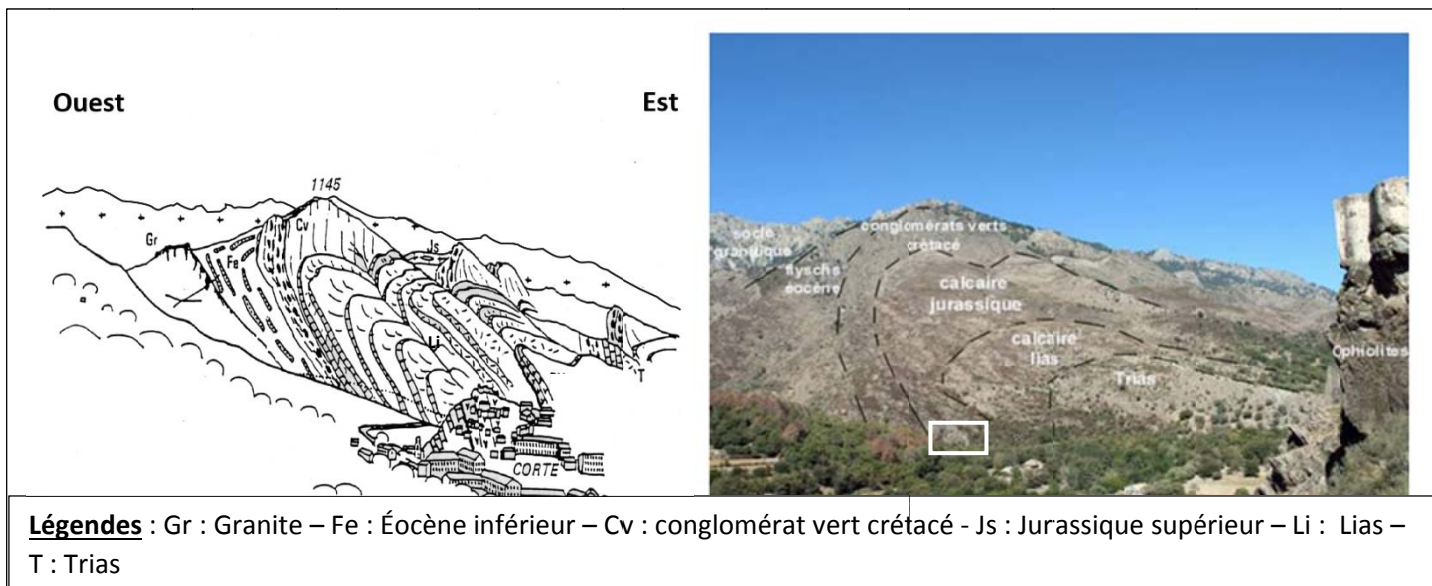 Ouest
Est
1145
Gr
Fe
Cv
Js
Li
T
CORTE
socle
granitique
flyschs
éocène
conglomérats verts
crétacé
calcaire
jurassique
calcaire
lias
Trias
Ophiolites
Légendes : Gr : Granite – Fe : Éocène inférieur – Cv : conglomérat vert crétacé - Js : Jurassique supérieur – Li : Lias –
T : Trias